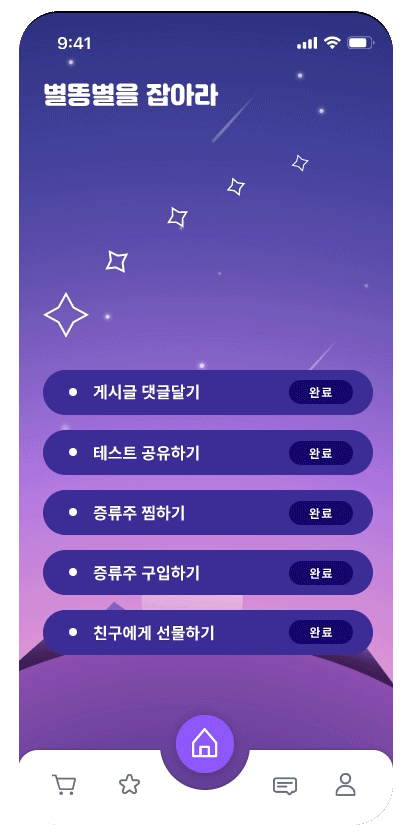 9:41
별똥별을 잡아라
게시글 댓글달기 완료
테스트 공유하기 완료
증류주 찜하기 완료
증류주 구입하기 완료
친구에게 선물하기 완료